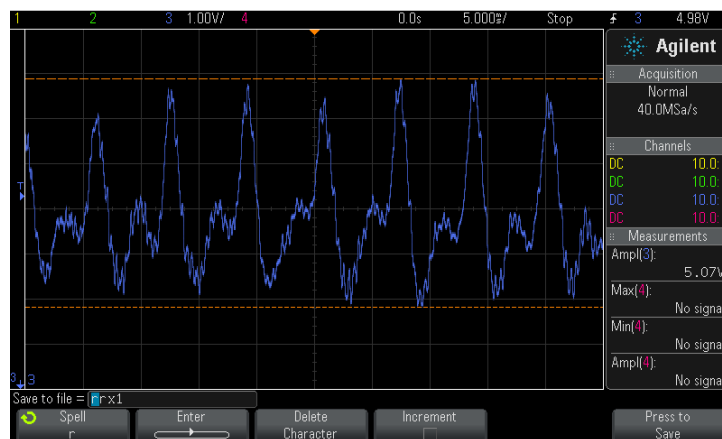 1 2 3 1.00V/ 4 0.0s 5.000ms/ Stop 3 4.98V
Agilent
Acquisition
Normal
40.0MSa/s
Channels
DC 10.0:
DC 10.0:
DC 10.0:
DC 10.0:
Measurements
Ampl(3):
5.07V
Max(4):
No signa
Min(4):
No signa
Ampl(4):
No signa
T
3 3
Save to file = rrx1
Spell Enter Delete Increment Press to
r Character Save